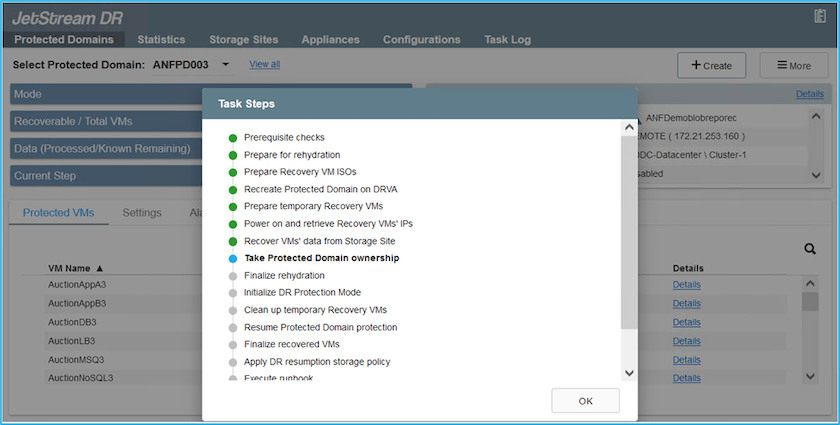 JetStream DR
Protected Domains Statistics Storage Sites Appliances Configurations Task Log
Select Protected Domain: ANFPD003 View all + Create More
Mode Details
Recoverable / Total VMs ANFDemoblobreporec
Data (Processed/Known Remaining) EMOTE ( 172.21.253.160 )
DDC-Datacenter \ Cluster-1
Current Step sabled
Task Steps
Prerequisite checks
Prepare for rehydration
Prepare Recovery VM ISOs
Recreate Protected Domain on DRVA
Prepare temporary Recovery VMs
Power on and retrieve Recovery VMs' IPs
Recover VMs' data from Storage Site
Take Protected Domain ownership
Finalize rehydration
Initialize DR Protection Mode
Clean up temporary Recovery VMs
Resume Protected Domain protection
Finalize recovered VMs
Apply DR resumption storage policy
Execute runbook
OK
Protected VMs Settings Ala
VM Name Details
AuctionAppA3 Details
AuctionAppB3 Details
AuctionDB3 Details
AuctionLB3 Details
AuctionMSQ3 Details
AuctionNoSQL3 Details